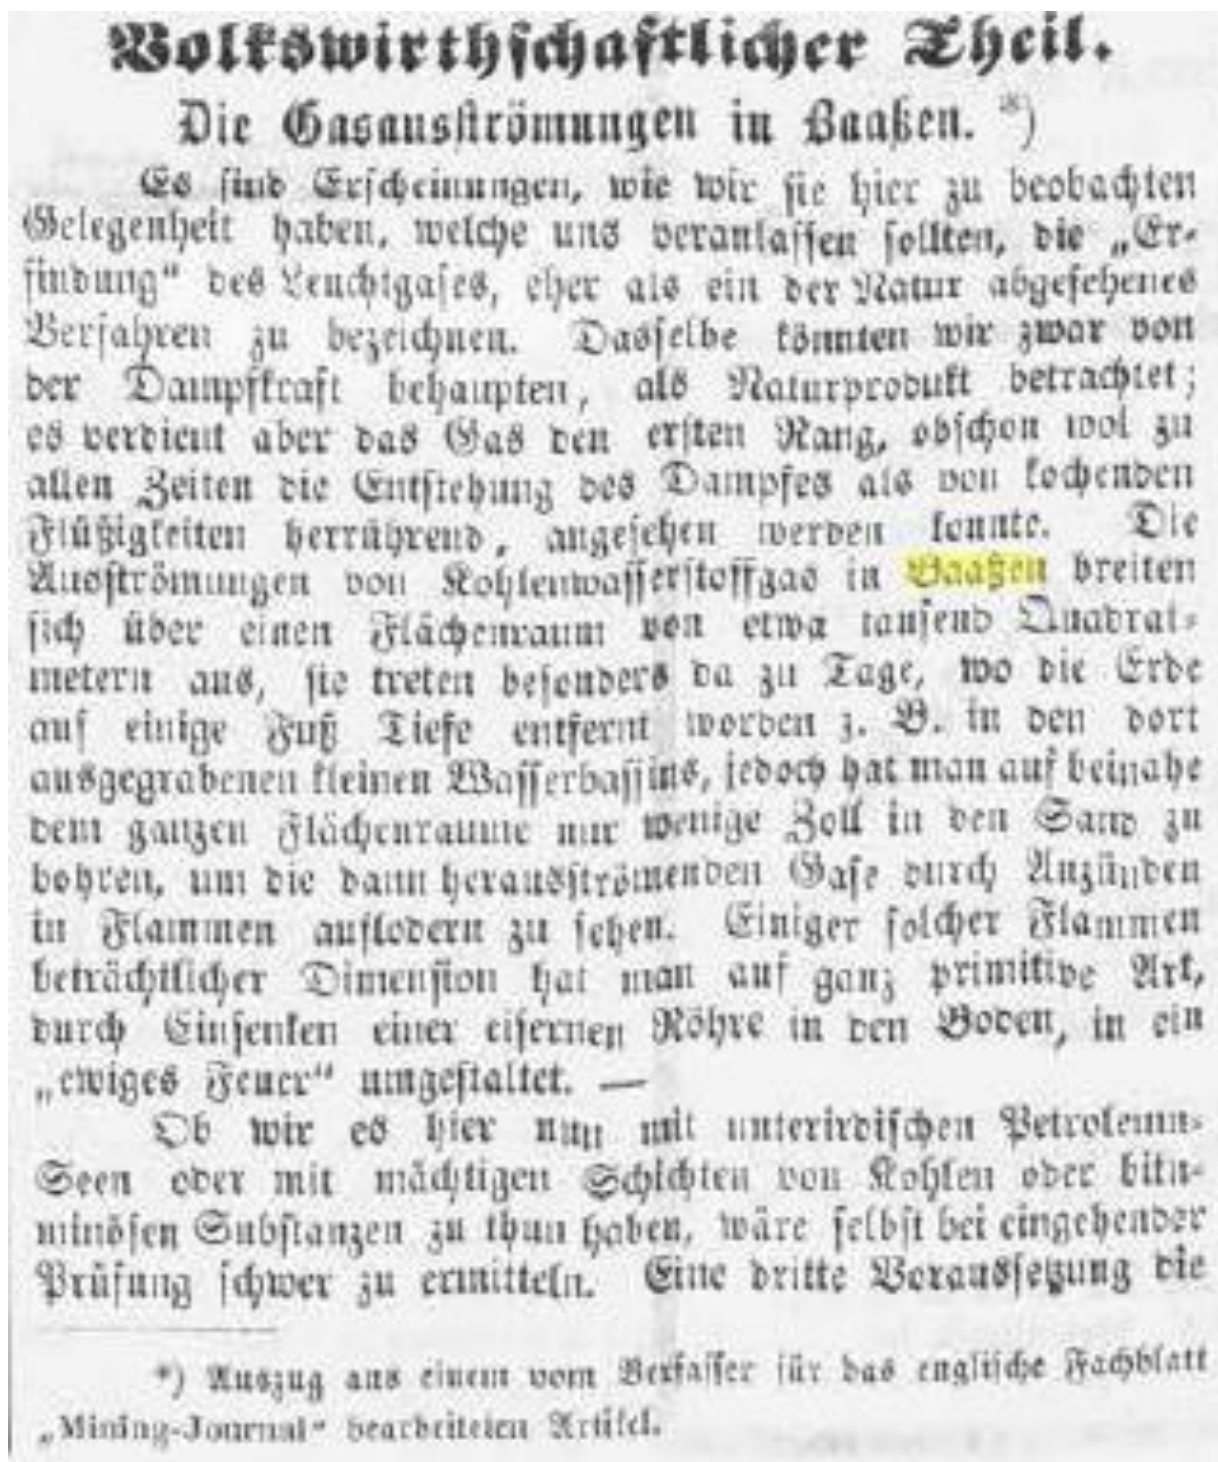 Volkswirthschaftlicher Theil.
Die Gasausströmungen in Baaßen. *)
Es sind Erscheinungen, wie wir sie hier zu beobachten
Gelegenheit haben, welche uns veranlassen sollten, die „Er-
findung“ des Leuchtgases, eher als ein der Natur abgesehenes
Verfahren zu bezeichnen. Dasselbe könnten wir zwar von
der Dampfkraft behaupten, als Naturprodukt betrachtet;
es verdient aber das Gas den ersten Rang, obschon wol zu
allen Zeiten die Entstehung des Dampfes als von kochenden
Flüßigkeiten herrührend, angesehen werden konnte. Die
Ausströmungen von Kohlenwasserstoffgas in Baaßen breiten
sich über einen Flächenraum von etwa tausend Quadrat-
metern aus, sie treten besonders da zu Tage, wo die Erde
auf einige Fuß Tiefe entfernt worden z. B. in den dort
ausgegrabenen kleinen Wasserbassins, jedoch hat man auf beinahe
dem ganzen Flächenraume nur wenige Zoll in den Sand zu
bohren, um die dann herausströmenden Gase durch Anzünden
in Flammen auflodern zu sehen. Einiger solcher Flammen
beträchtlicher Dimension hat man auf ganz primitive Art,
durch Einsenken einer eisernen Röhre in den Boden, in ein
„ewiges Feuer“ umgestaltet. —
Ob wir es hier nun mit unterirdischen Petroleum-
Seen oder mit mächtigen Schichten von Kohlen oder bitu-
minösen Substanzen zu thun haben, wäre selbst bei eingehender
Prüfung schwer zu ermitteln. Eine dritte Voraussetzung die
*) Auszug aus einem vom Verfasser für das englische Fachblatt
„Mining-Journal“ bearbeiteten Artikel.